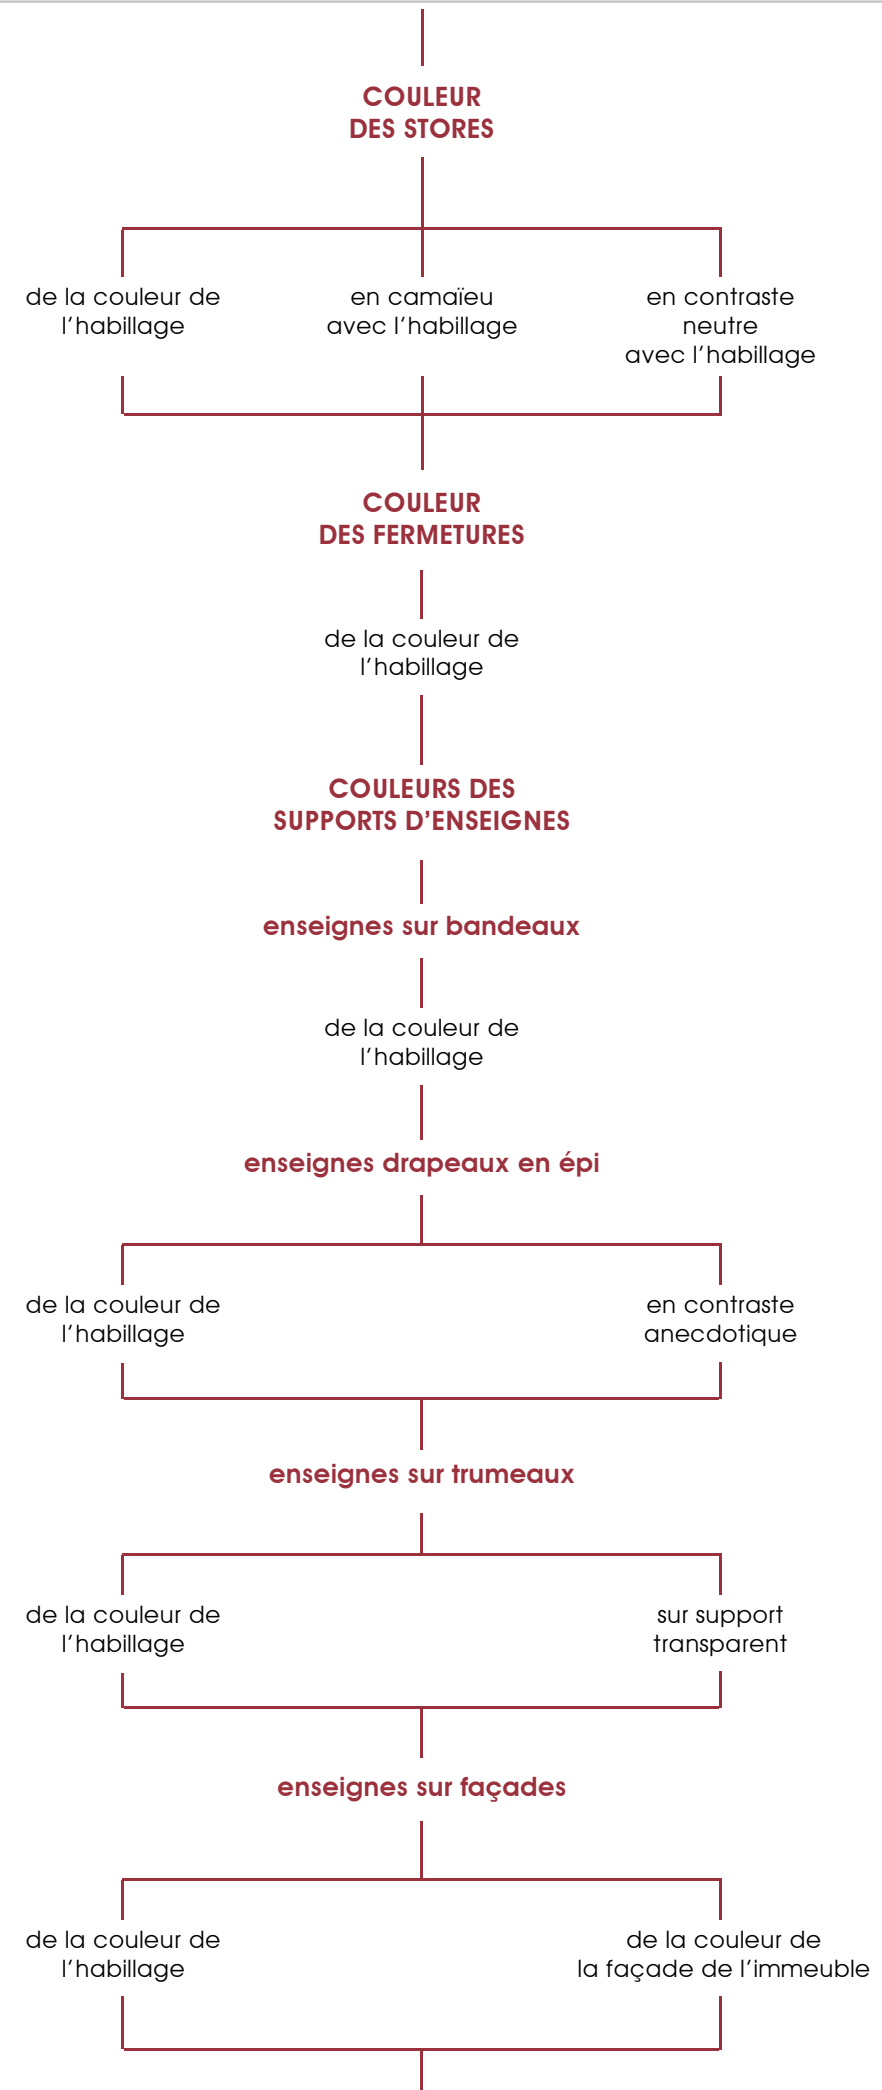 COULEUR
DES STORES
de la couleur de
l’habillage
en camaïeu
avec l’habillage
en contraste
neutre
avec l’habillage
COULEUR
DES FERMETURES
de la couleur de
l’habillage
COULEURS DES
SUPPORTS D’ENSEIGNES
enseignes sur bandeaux
de la couleur de
l’habillage
enseignes drapeaux en épi
de la couleur de
l’habillage
en contraste
anecdotique
enseignes sur trumeaux
de la couleur de
l’habillage
sur support
transparent
enseignes sur façades
de la couleur de
l’habillage
de la couleur de
la façade de l’immeuble